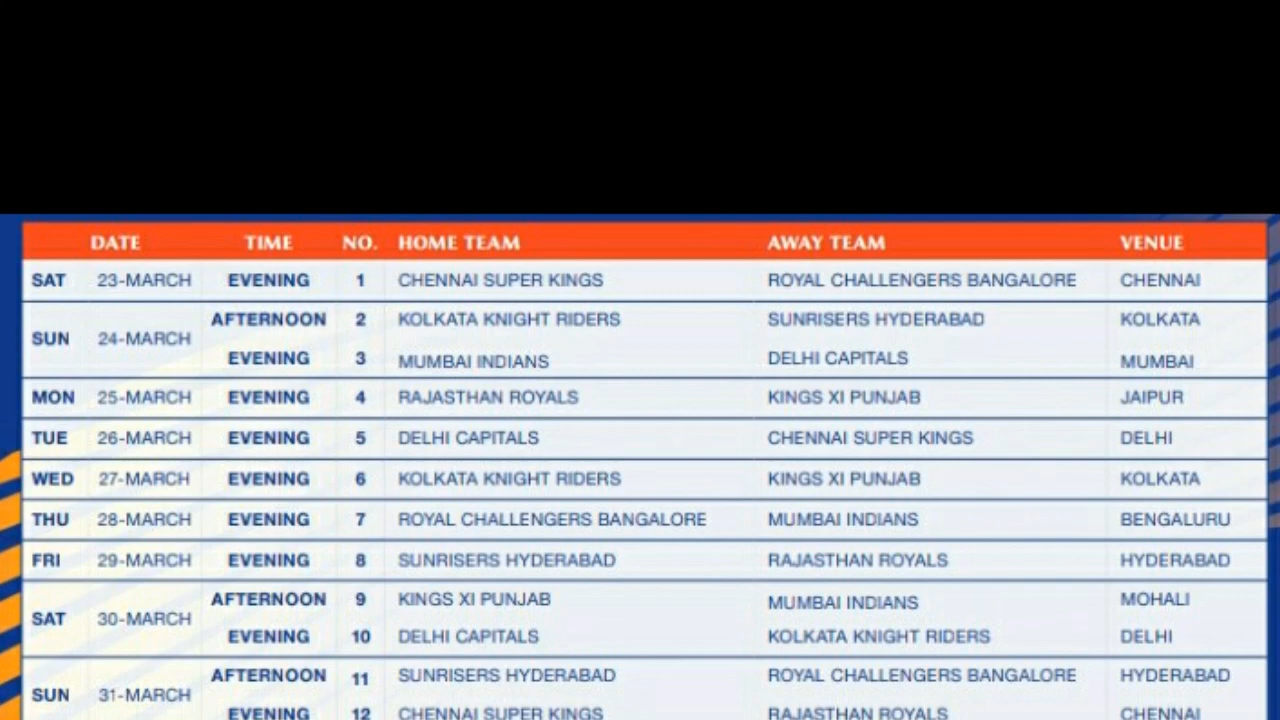 DATE TIME NO. HOME TEAM AWAY TEAM VENUE
SAT 23-MARCH EVENING 1 CHENNAI SUPER KINGS ROYAL CHALLENGERS BANGALORE CHENNAI
SUN 24-MARCH AFTERNOON 2 KOLKATA KNIGHT RIDERS SUNRISERS HYDERABAD KOLKATA
EVENING 3 MUMBAI INDIANS DELHI CAPITALS MUMBAI
MON 25-MARCH EVENING 4 RAJASTHAN ROYALS KINGS XI PUNJAB JAIPUR
TUE 26-MARCH EVENING 5 DELHI CAPITALS CHENNAI SUPER KINGS DELHI
WED 27-MARCH EVENING 6 KOLKATA KNIGHT RIDERS KINGS XI PUNJAB KOLKATA
THU 28-MARCH EVENING 7 ROYAL CHALLENGERS BANGALORE MUMBAI INDIANS BENGALURU
FRI 29-MARCH EVENING 8 SUNRISERS HYDERABAD RAJASTHAN ROYALS HYDERABAD
SAT 30-MARCH AFTERNOON 9 KINGS XI PUNJAB MUMBAI INDIANS MOHALI
EVENING 10 DELHI CAPITALS KOLKATA KNIGHT RIDERS DELHI
SUN 31-MARCH AFTERNOON 11 SUNRISERS HYDERABAD ROYAL CHALLENGERS BANGALORE HYDERABAD
EVENING 12 CHENNAI SUPER KINGS RAJASTHAN ROYALS CHENNAI